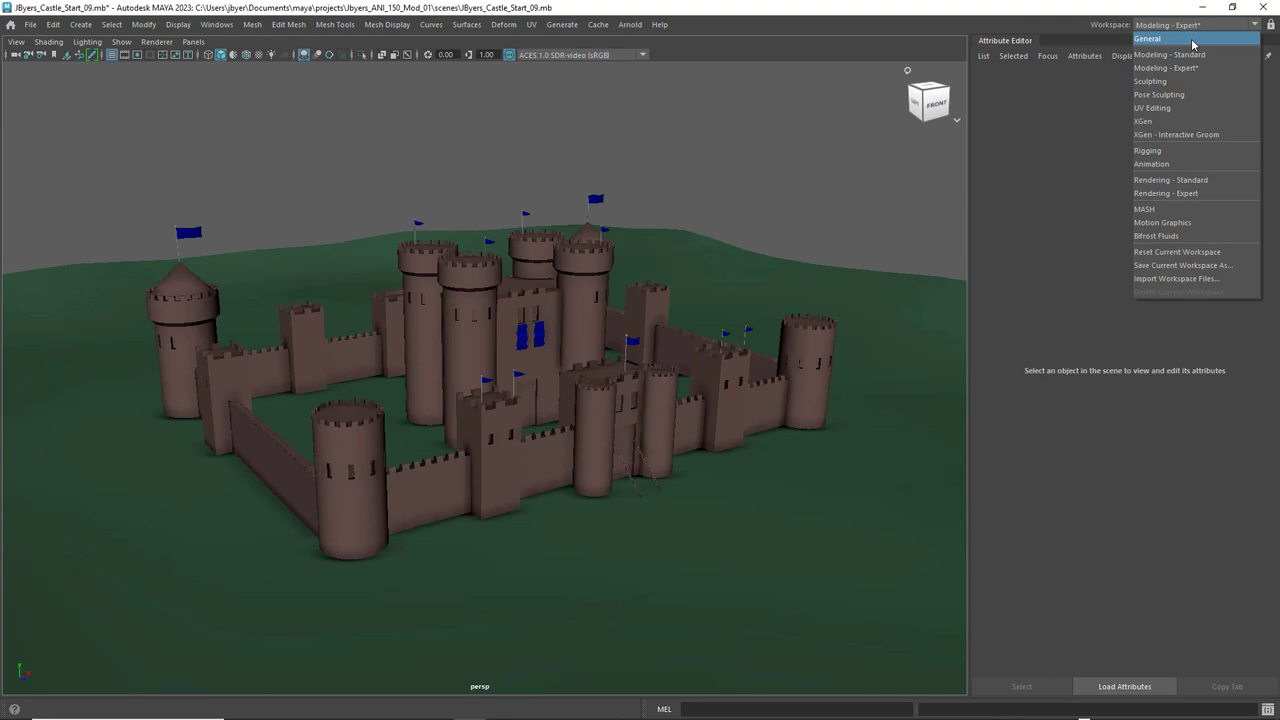 JByers_Castle_Start_09.mb* - Autodesk MAYA 2023: C:\Users\jbyer\Documents\maya\projects\Jbyers_ANI_150_Mod_01\scenes\JByers_Castle_Start_09.mb
File Edit Create Select Modify Display Windows Mesh Edit Mesh Mesh Tools Mesh Display Curves Surfaces Deform UV Generate Cache Arnold Help
Workspace: Modeling - Expert*
View Shading Lighting Show Renderer Panels
0.00 1.00 ACES 1.0 SDR-video (sRGB)
FRONT
Attribute Editor
List Selected Focus Attributes
General
Modeling - Standard
Modeling - Expert*
Sculpting
Pose Sculpting
UV Editing
XGen
XGen - Interactive Groom
Rigging
Animation
Rendering - Standard
Rendering - Expert
MASH
Motion Graphics
Bifrost Fluids
Reset Current Workspace
Save Current Workspace As...
Import Workspace Files...
Delete Current Workspace
Select an object in the scene to view and edit its attributes
persp
Select Load Attributes Copy Tab
MEL